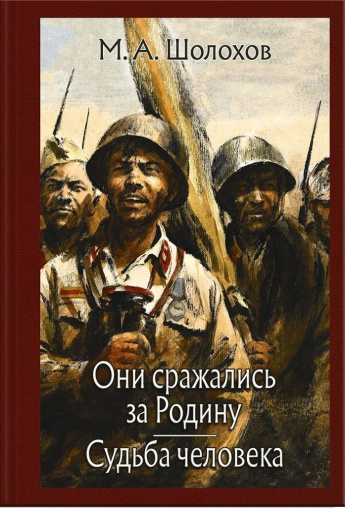 М. А. Шолохов
Они сражались
за Родину
Судьба человека